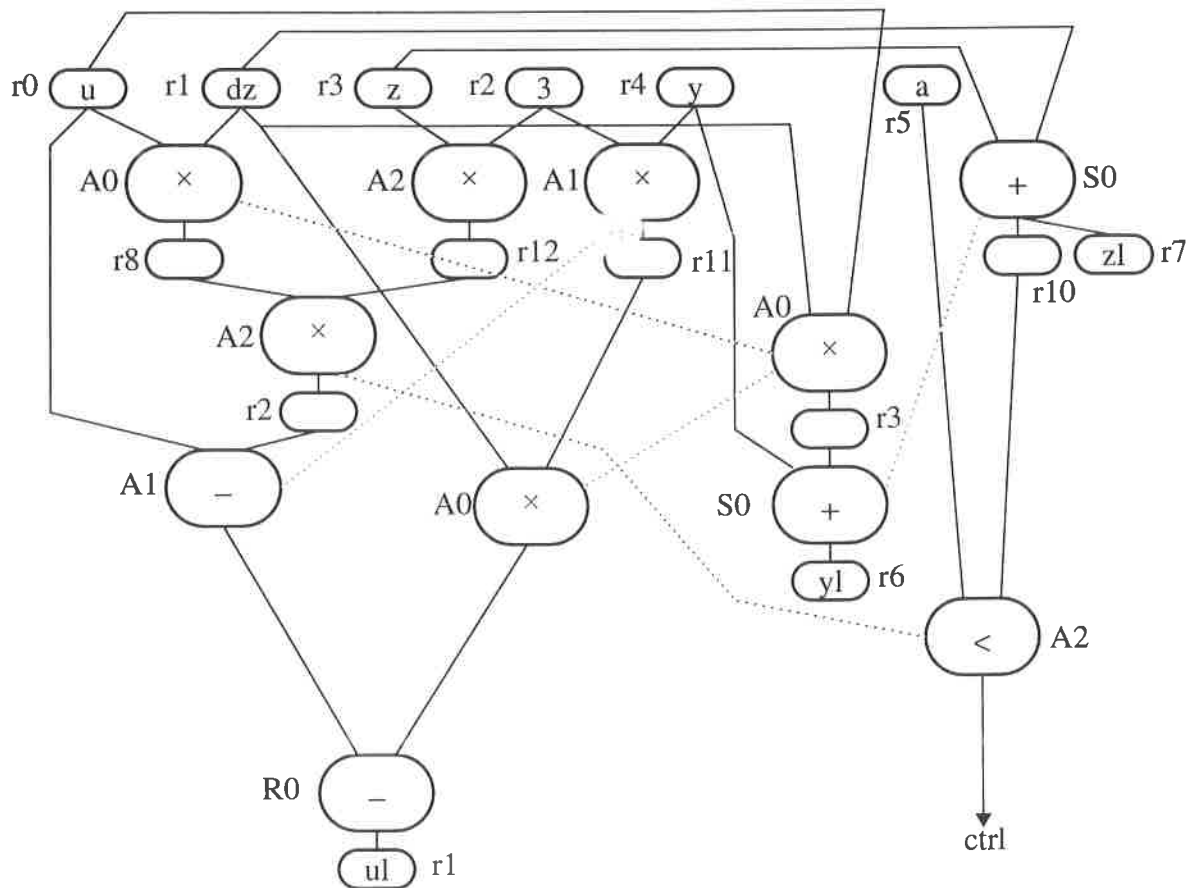 r0 u r1 dz r3 z r2 3 r4 y a
r5
A0 × A2 × A1 × + S0
r8 r12 r11 zl r7
r10
A0
A2 × ×
r2 r3
A1 − A0 × S0 +
yl r6
< A2
R0 −
ctrl
ul r1